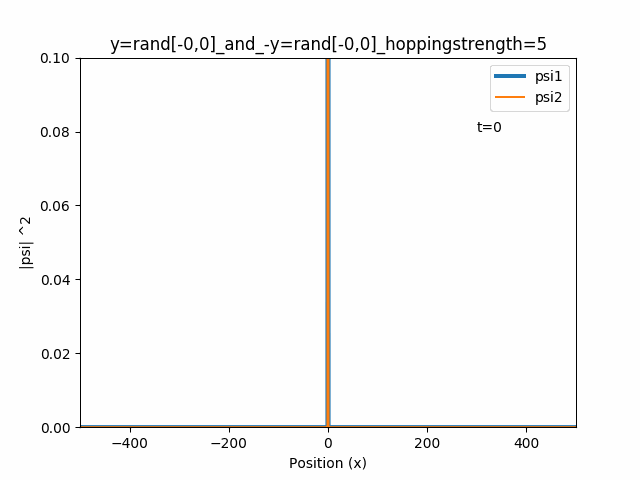 y=rand[-0,0]_and_-y=rand[-0,0]_hoppingstrength=5
psi1
psi2
t=0
0.10
0.08
0.06
0.04
0.02
0.00
|psi| ^2
−400
−200
0
200
400
Position (x)